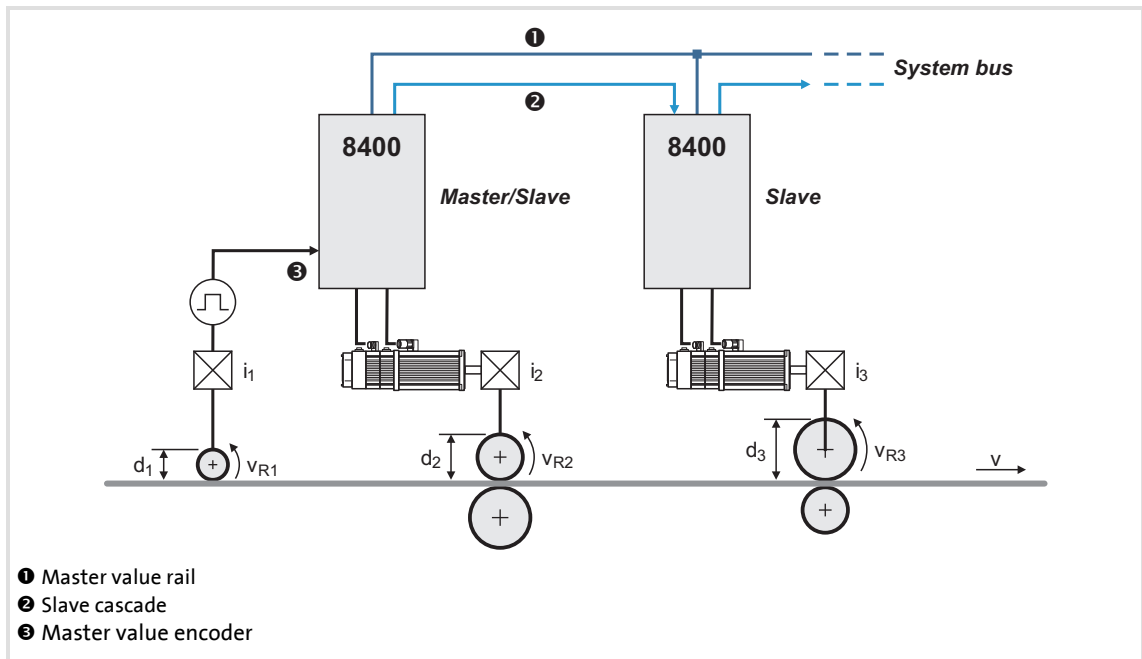 ❶
System bus
❷
8400
8400
Master/Slave
Slave
❸
i1
i2
i3
d1
vR1
d2
vR2
d3
vR3
v
❶ Master value rail
❷ Slave cascade
❸ Master value encoder